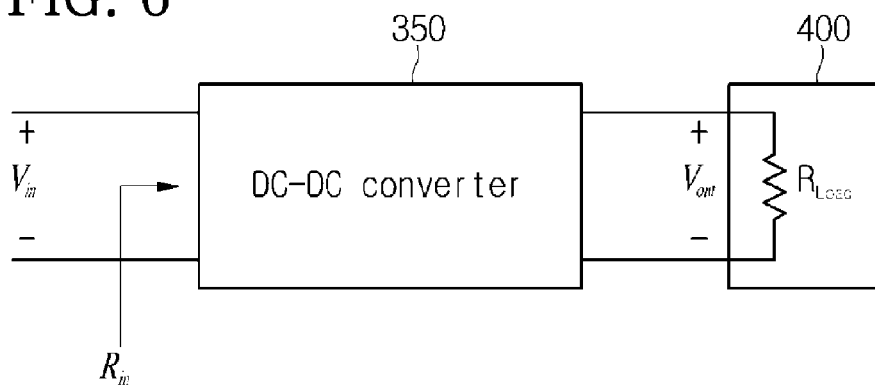 FIG. 6
350
400
+
+
V_in
DC-DC converter
V_out
R_LOAD
−
−
R_in